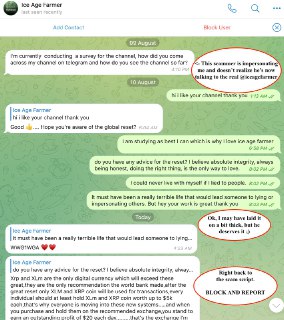 Ice Age Farmer
last seen recently
Add Contact
Block User
09 August
I'm currently conducting a survey for the channel, how did you come
across my channel on telegram and how do you see the channel so far?
<- This scammer is impersonating
me and doesn't realize he's now
talking to the real @iceagefarmer
10 August
hi i like your channel thank you
Ice Age Farmer
hi i like your channel thank you
Good 👍.... Hope you're aware of the global reset?
I am studying as best I can which is why I love ice age farmer
do you have any advice for the reset? I believe absolute integrity, always
being honest, doing the right thing, is the only way to love.
I could never live with myself if I lied to people.
It must have been a really terrible life that would lead someone to lying or
impersonating others. But hey your work is great thank you
Today
Ice Age Farmer
It must have been a really terrible life that would lead someone to lying...
WWG1WGA ❤️❤️
Ok, I may have laid it
on a bit thick, but he
deserves it ;)
Ice Age Farmer
do you have any advice for the reset? I believe absolute integrity, alway...
Xrp and XLm are the only digital currency which will exceed these
great,they are the only recommendation the world bank made after the
great reset only XLM and XRP coin will be used for transactions, every
individual should at least hold XLm and XRP coin worth up to $6k
each.that's why everyone is moving into these new systems.....and when
you purchase and hold them on the recommended exchange,you stand to
earn an outstanding profit of $20 each day.........that's the exchange I'm
Right back to
the scam script.
BLOCK AND REPORT